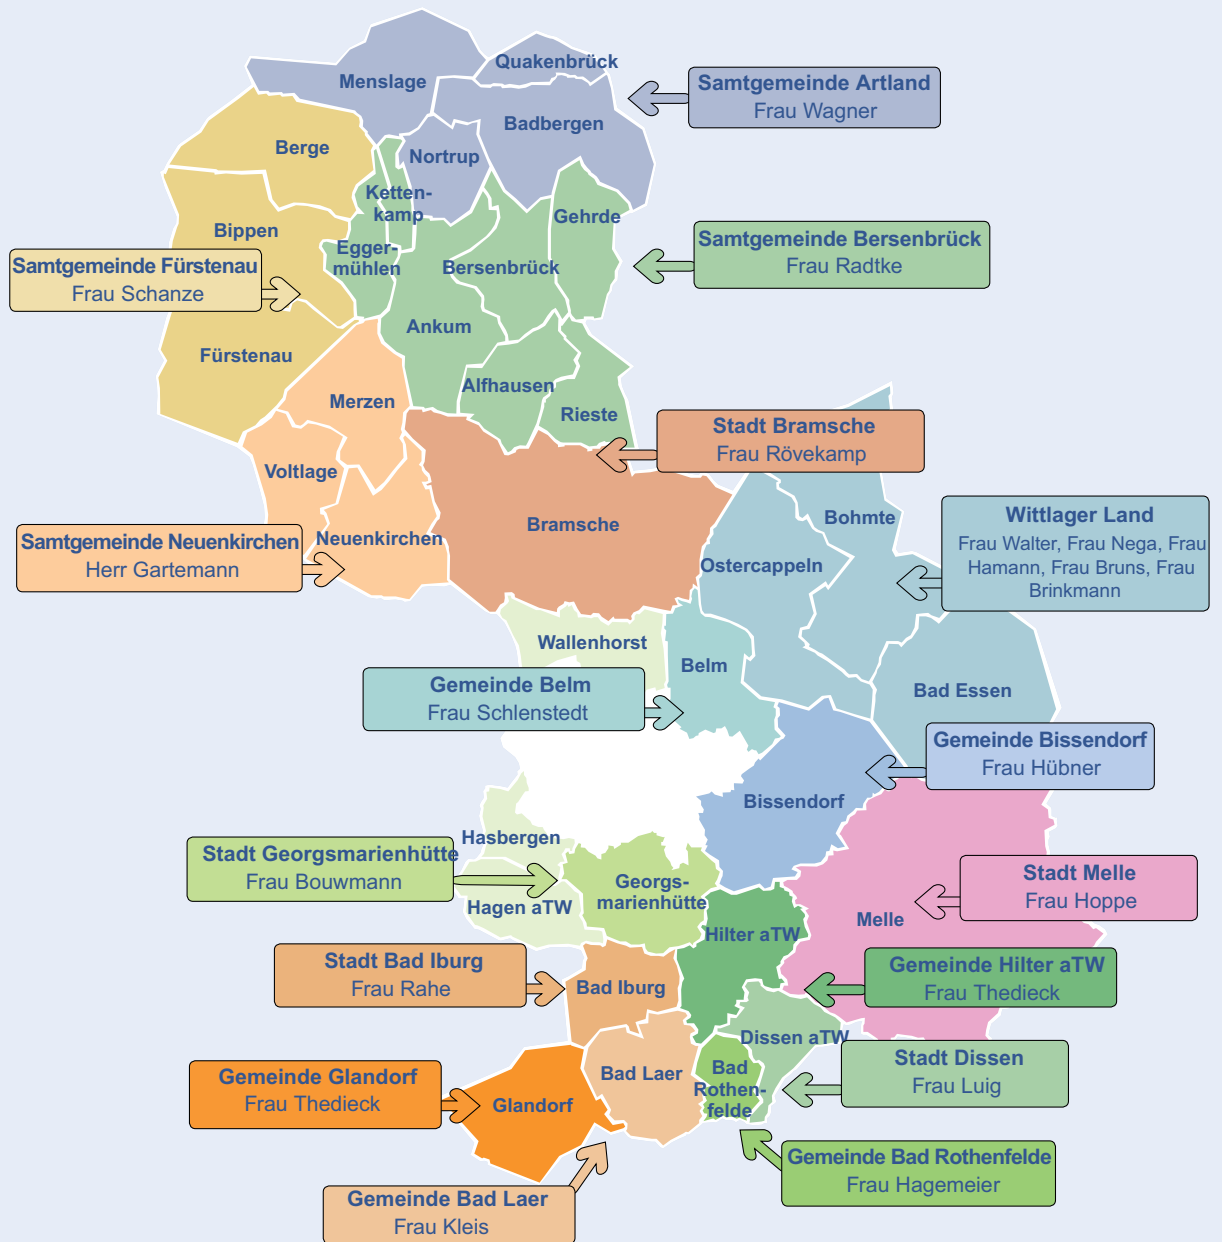 Quakenbrück
Menslage
Samtgemeinde Artland
Frau Wagner
Badbergen
Berge
Nortrup
Ketten-
kamp
Gehrde
Bippen
Samtgemeinde Bersenbrück
Frau Radtke
Egger-
mühlen
Bersenbrück
Samtgemeinde Fürstenau
Frau Schanze
Ankum
Fürstenau
Alfhausen
Merzen
Rieste
Stadt Bramsche
Frau Rövekamp
Voltlage
Bramsche
Bohmte
Wittlager Land
Frau Walter, Frau Nega, Frau
Hamann, Frau Bruns, Frau
Brinkmann
Samtgemeinde Neuenkirchen
Herr Gartemann
Neuenkirchen
Ostercappeln
Wallenhorst
Belm
Gemeinde Belm
Frau Schlenstedt
Bad Essen
Gemeinde Bissendorf
Frau Hübner
Bissendorf
Hasbergen
Stadt Georgsmarienhütte
Frau Bouwmann
Georgs-
marienhütte
Stadt Melle
Frau Hoppe
Hagen aTW
Melle
Hilter aTW
Stadt Bad Iburg
Frau Rahe
Bad Iburg
Gemeinde Hilter aTW
Frau Thedieck
Dissen aTW
Stadt Dissen
Frau Luig
Bad Laer
Bad
Rothen-
felde
Gemeinde Glandorf
Frau Thedieck
Glandorf
Gemeinde Bad Rothenfelde
Frau Hagemeier
Gemeinde Bad Laer
Frau Kleis